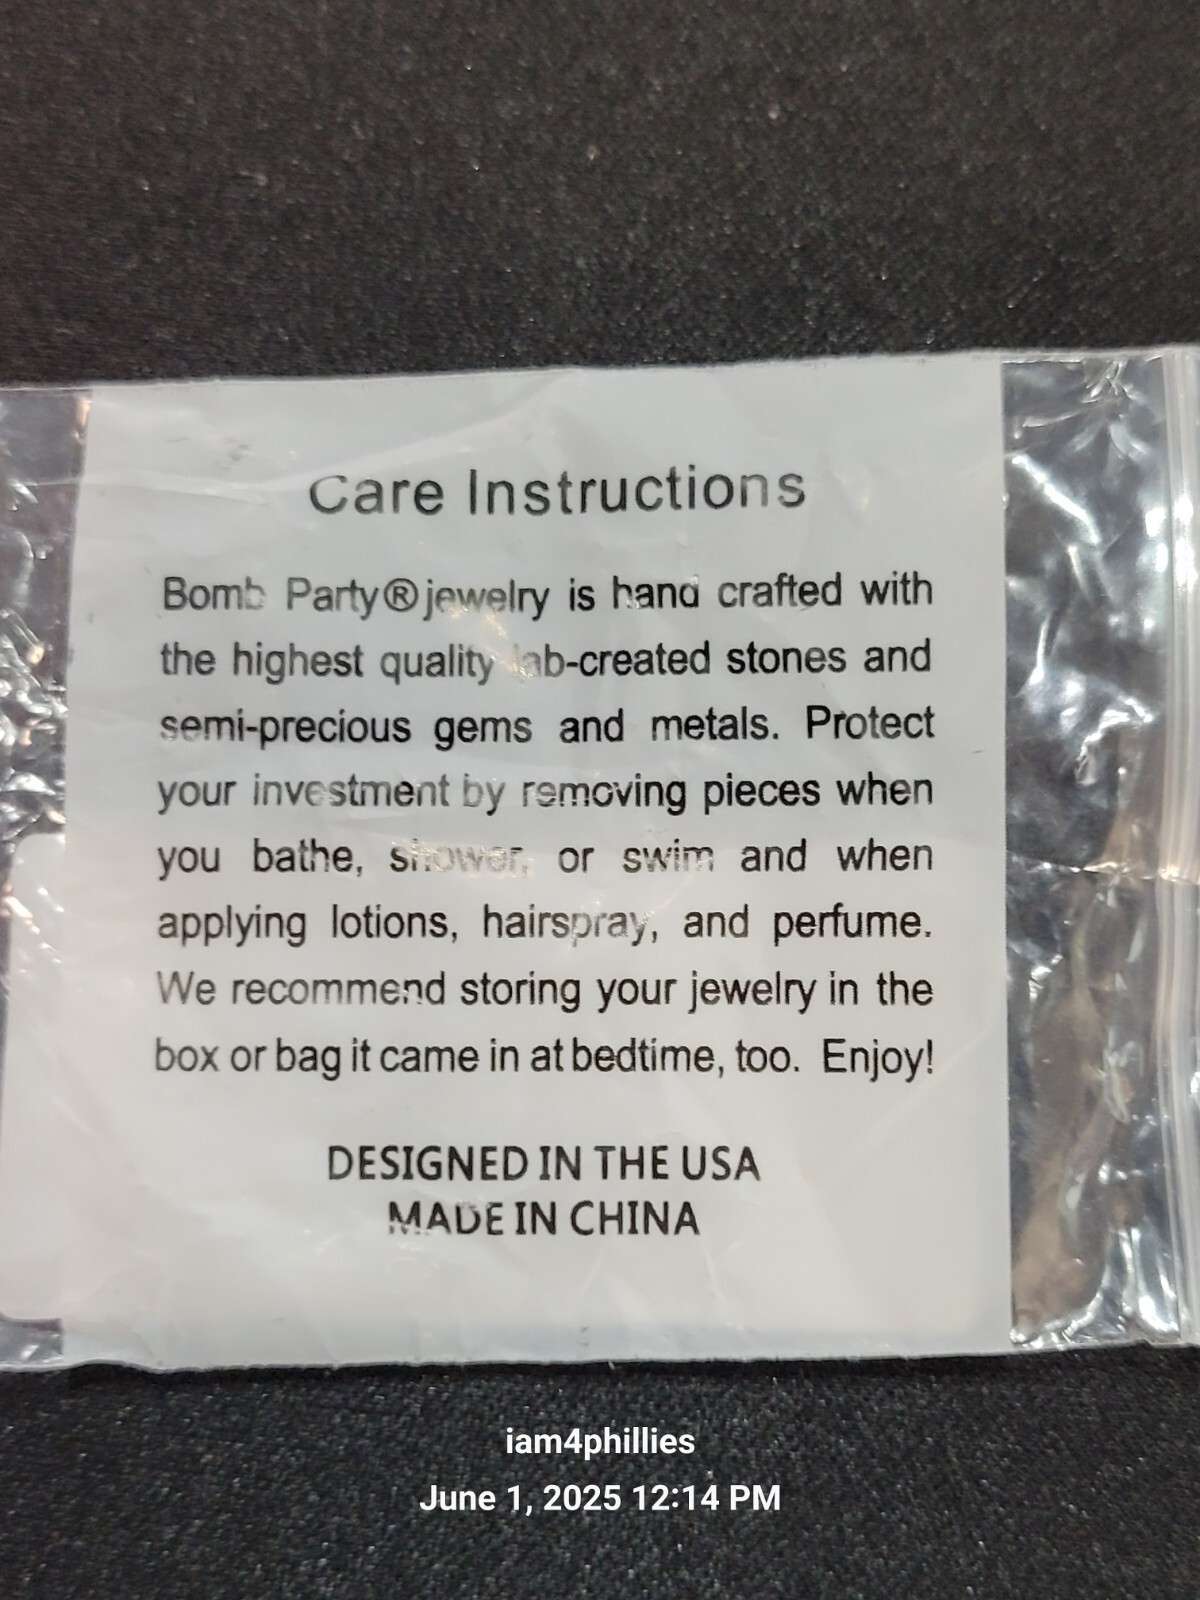 Care Instructions
Bomb Party® jewelry is hand crafted with
the highest quality lab-created stones and
semi-precious gems and metals. Protect
your investment by removing pieces when
you bathe, shower, or swim and when
applying lotions, hairspray, and perfume.
We recommend storing your jewelry in the
box or bag it came in at bedtime, too. Enjoy!
DESIGNED IN THE USA
MADE IN CHINA
iam4phillies
June 1, 2025 12:14 PM